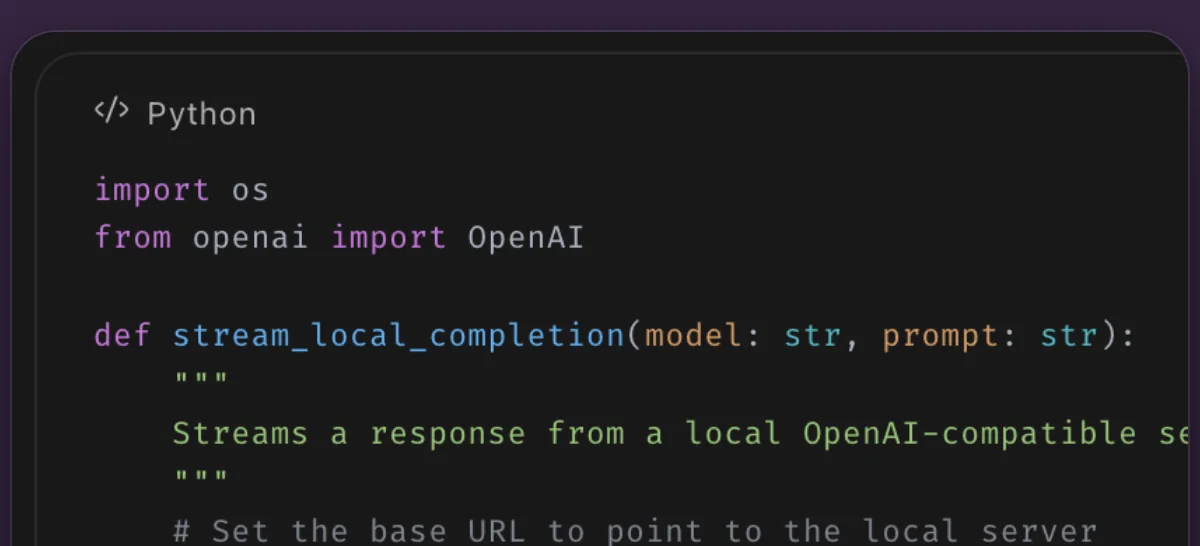 </> Python
import os
from openai import OpenAI
def stream_local_completion(model: str, prompt: str):
"""
Streams a response from a local OpenAI-compatible
"""
# Set the base URL to point to the local server